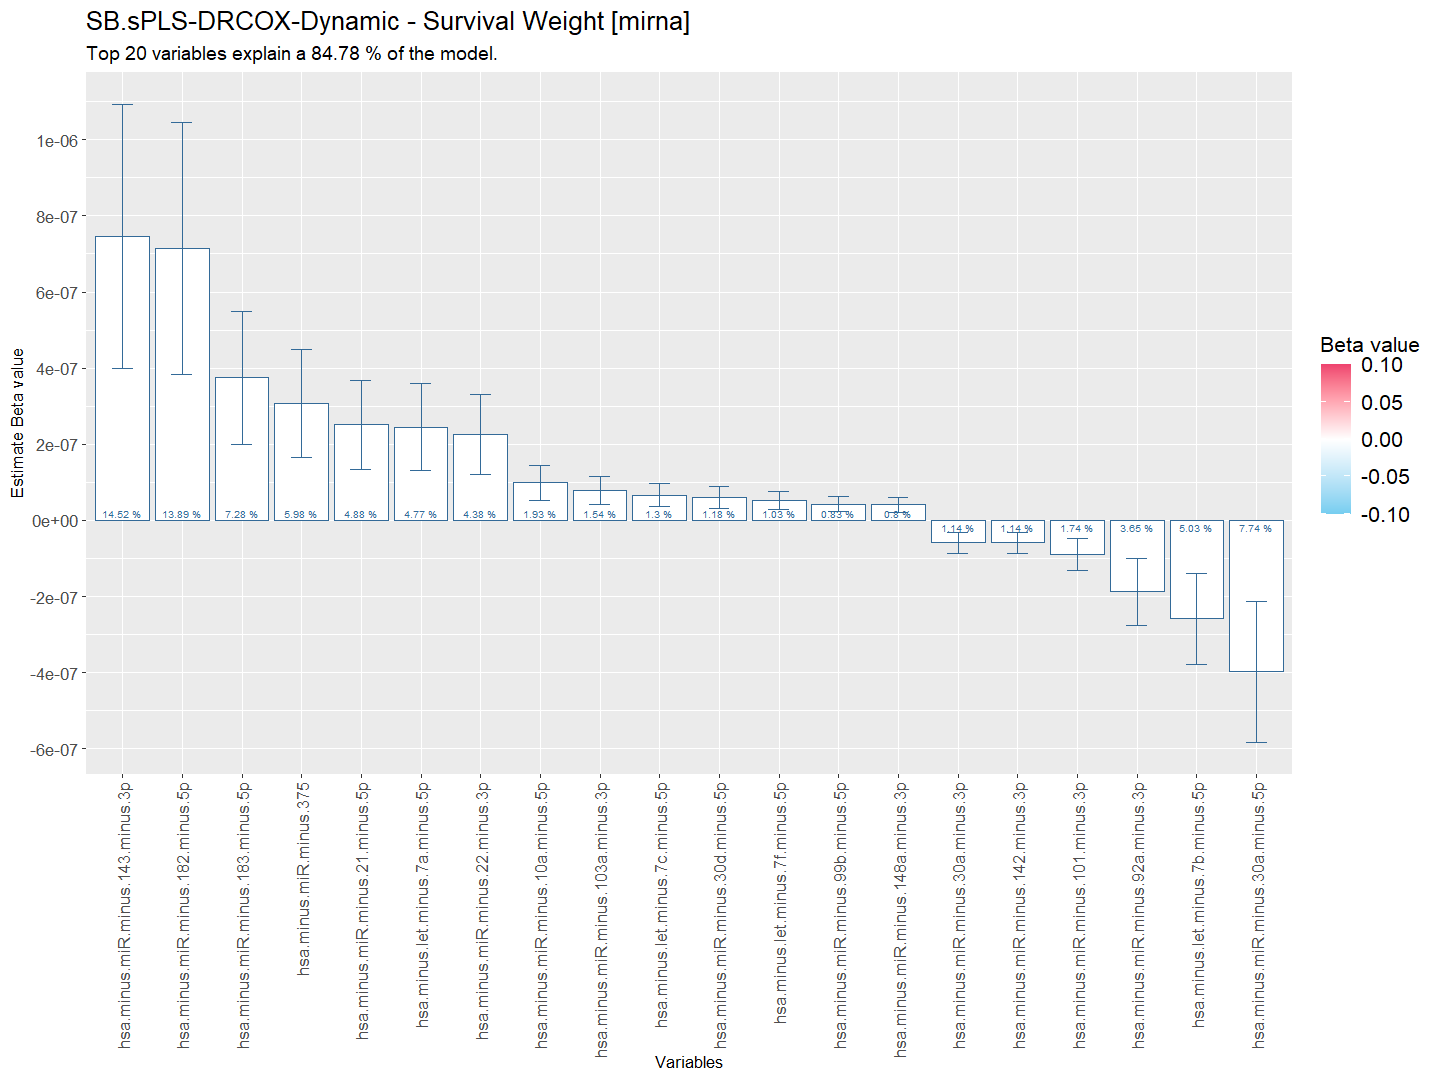 SB.sPLS-DRCOX-Dynamic - Survival Weight [mirna]
Top 20 variables explain a 84.78 % of the model.
Estimate Beta value
1e-06
8e-07
6e-07
4e-07
2e-07
0e+00
-2e-07
-4e-07
-6e-07
14.52 %
13.89 %
7.28 %
5.98 %
4.88 %
4.77 %
4.38 %
1.93 %
1.54 %
1.3 %
1.18 %
1.03 %
0.83 %
0.8 %
1.14 %
1.14 %
1.74 %
3.65 %
5.03 %
7.74 %
hsa.minus.miR.minus.143.minus.3p
hsa.minus.miR.minus.182.minus.5p
hsa.minus.miR.minus.183.minus.5p
hsa.minus.miR.minus.375
hsa.minus.miR.minus.21.minus.5p
hsa.minus.let.minus.7a.minus.5p
hsa.minus.miR.minus.22.minus.3p
hsa.minus.miR.minus.10a.minus.5p
hsa.minus.miR.minus.103a.minus.3p
hsa.minus.let.minus.7c.minus.5p
hsa.minus.miR.minus.30d.minus.5p
hsa.minus.let.minus.7f.minus.5p
hsa.minus.miR.minus.99b.minus.5p
hsa.minus.miR.minus.148a.minus.3p
hsa.minus.miR.minus.30a.minus.3p
hsa.minus.miR.minus.142.minus.3p
hsa.minus.miR.minus.101.minus.3p
hsa.minus.miR.minus.92a.minus.3p
hsa.minus.let.minus.7b.minus.5p
hsa.minus.miR.minus.30a.minus.5p
Variables
Beta value
0.10
0.05
0.00
-0.05
-0.10